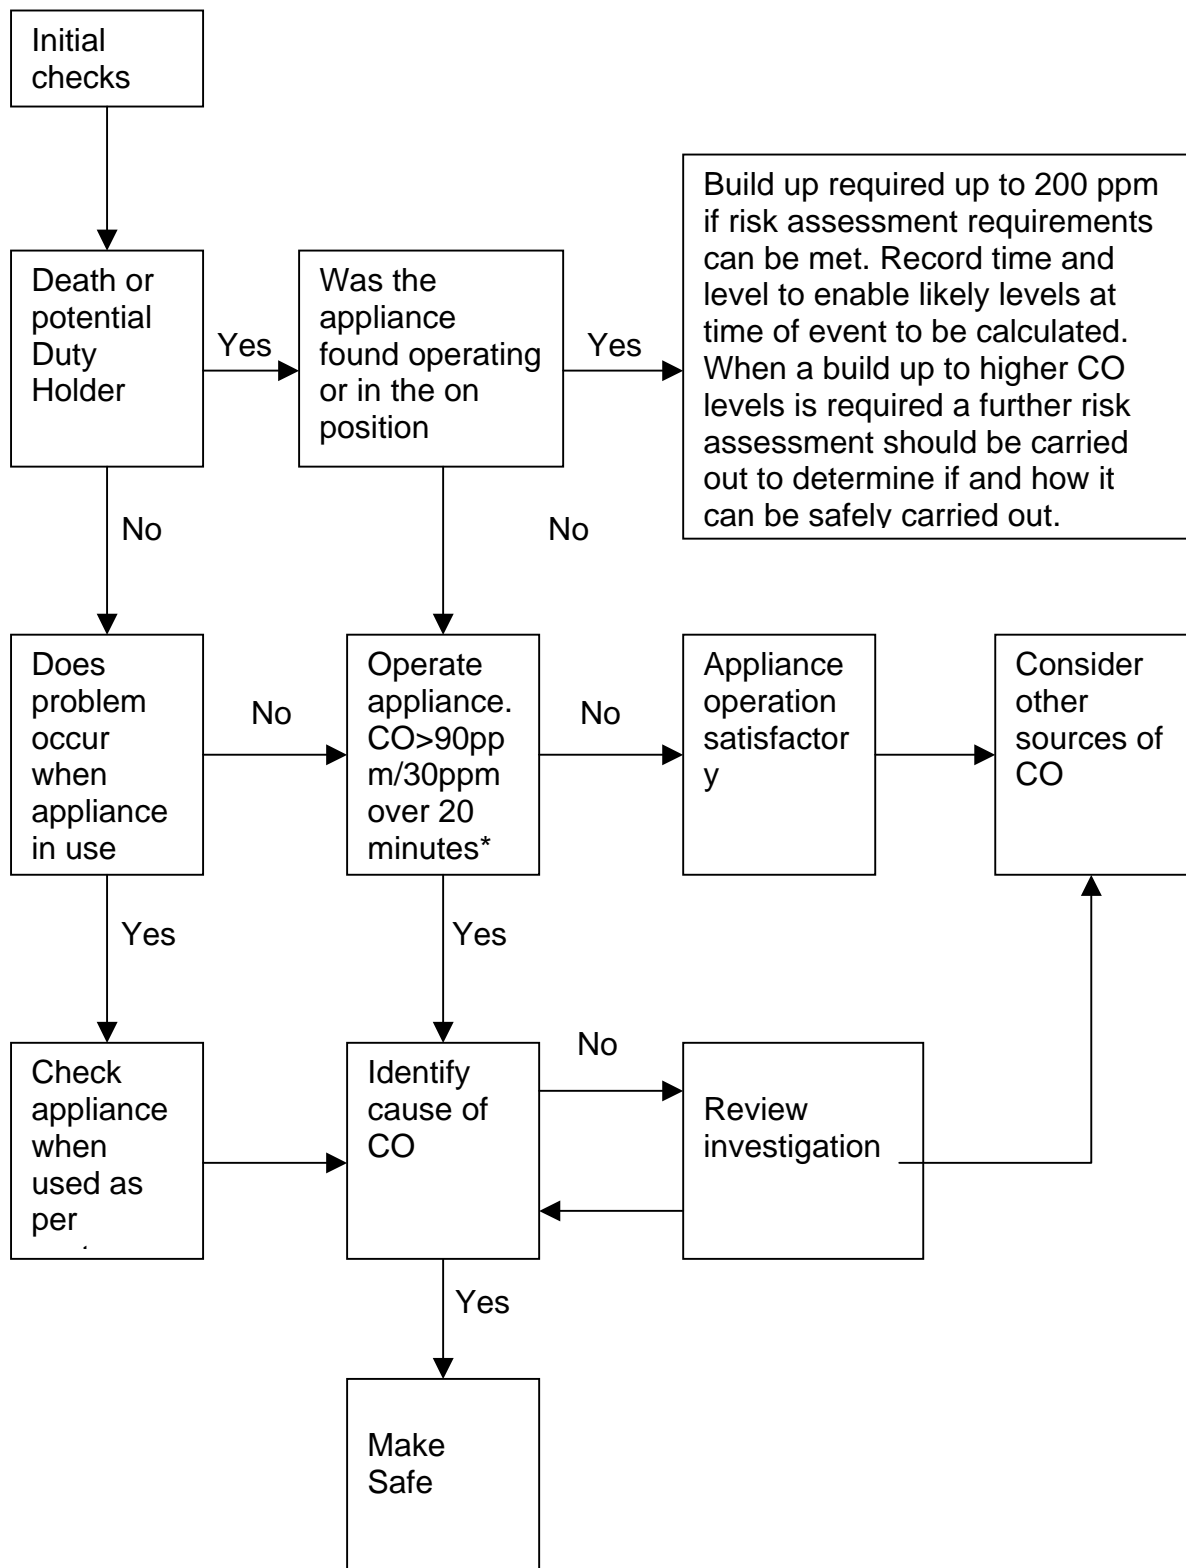 Initial
checks
Death or
potential
Duty
Holder
Yes
Was the
appliance
found operating
or in the on
position
Yes
Build up required up to 200 ppm
if risk assessment requirements
can be met. Record time and
level to enable likely levels at
time of event to be calculated.
When a build up to higher CO
levels is required a further risk
assessment should be carried
out to determine if and how it
can be safely carried out.
No
No
Does
problem
occur
when
appliance
in use
No
Operate
appliance.
CO>90pp
m/30ppm
over 20
minutes*
No
Appliance
operation
satisfactor
y
Consider
other
sources of
CO
Yes
Yes
Check
appliance
when
used as
per
Identify
cause of
CO
No
Review
investigation
Yes
Make
Safe